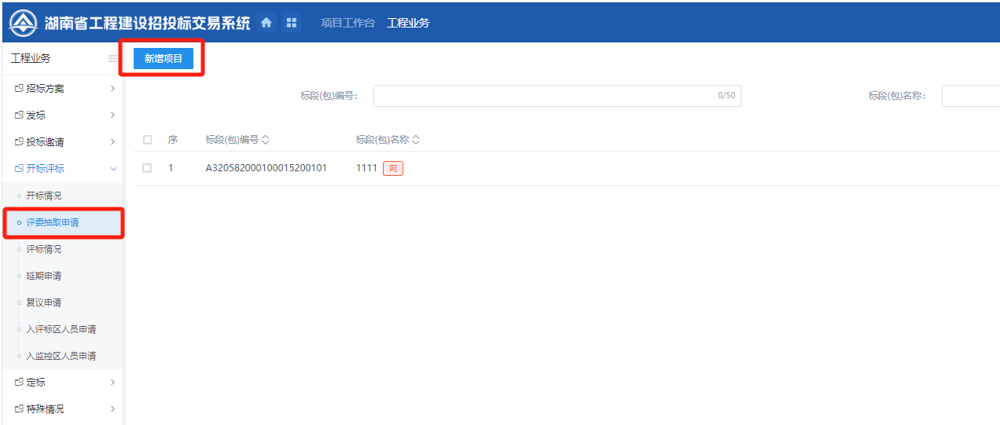 湖南省工程建设招投标交易系统 项目工作台 工程业务
工程业务
新增项目
招标方案
标段(包)编号: 0/50 标段(包)名称:
发标
投标邀请
序 标段(包)编号 标段(包)名称
开标评标
1 A320582000100015200101 1111 网
开标情况
评委抽取申请
评标情况
延期申请
复议申请
入评标区人员申请
入监控区人员申请
定标
特殊情况